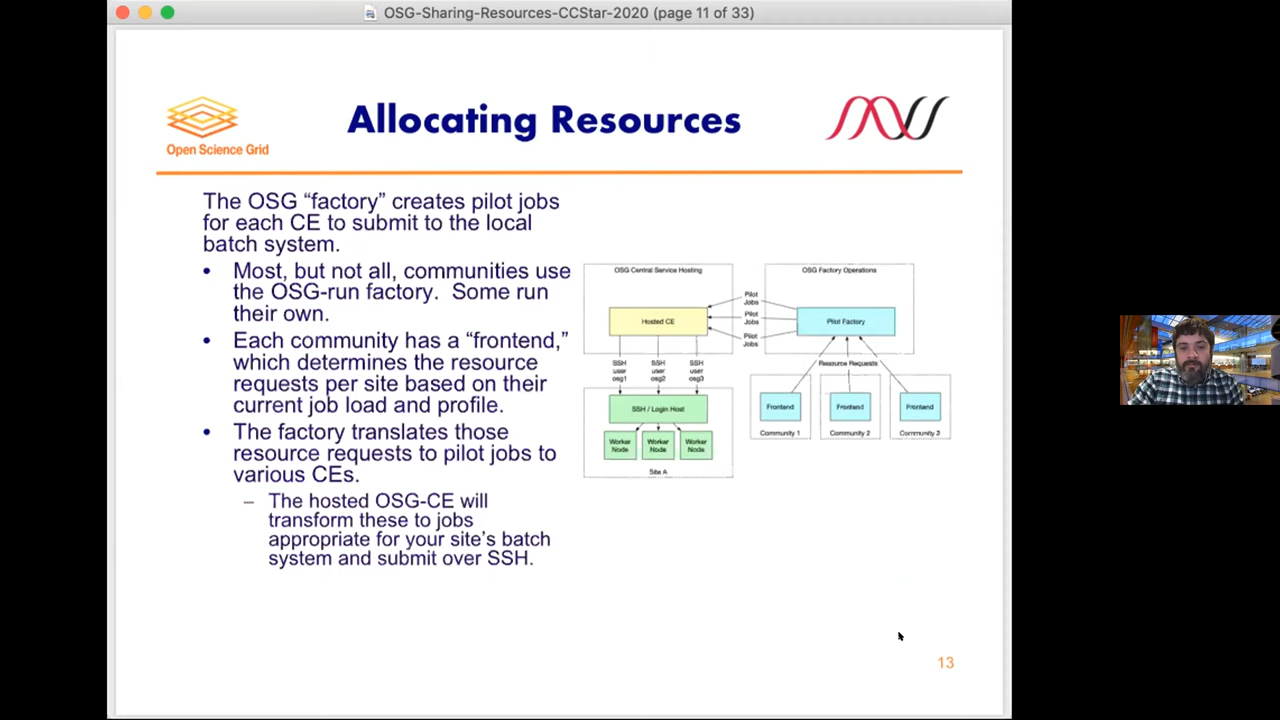 OSG-Sharing-Resources-CCStar-2020 (page 11 of 33)
Open Science Grid
Allocating Resources
The OSG “factory” creates pilot jobs
for each CE to submit to the local
batch system.
• Most, but not all, communities use
the OSG-run factory. Some run
their own.
• Each community has a “frontend,”
which determines the resource
requests per site based on their
current job load and profile.
• The factory translates those
resource requests to pilot jobs to
various CEs.
– The hosted OSG-CE will
transform these to jobs
appropriate for your site’s batch
system and submit over SSH.
OSG Central Service Hosting
Hosted CE
SSH
user
osg1
SSH
user
osg2
SSH
user
osg3
SSH / Login Host
Worker
Node
Worker
Node
Worker
Node
Site A
Pilot
Jobs
Pilot
Jobs
Pilot
Jobs
OSG Factory Operations
Pilot Factory
Resource Requests
Frontend
Community 1
Frontend
Community 2
Frontend
Community 3
13